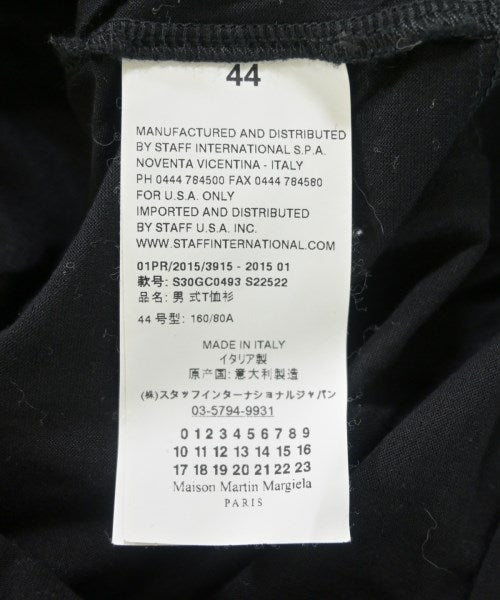 44
MANUFACTURED AND DISTRIBUTED
BY STAFF INTERNATIONAL S.P.A.
NOVENTA VICENTINA - ITALY
PH 0444 784500 FAX 0444 784580
FOR U.S.A. ONLY
IMPORTED AND DISTRIBUTED
BY STAFF U.S.A. INC.
WWW.STAFFINTERNATIONAL.COM
01PR/2015/3915 - 2015 01
款号: S30GC0493 S22522
品名: 男 式T恤衫
44 号型: 160/80A
MADE IN ITALY
イタリア製
原产国: 意大利製造
(株)スタッフインターナショナルジャパン
03-5794-9931
0 1 2 3 4 5 6 7 8 9
10 11 12 13 14 15 16
17 18 19 20 21 22 23
Maison Martin Margiela
PARIS